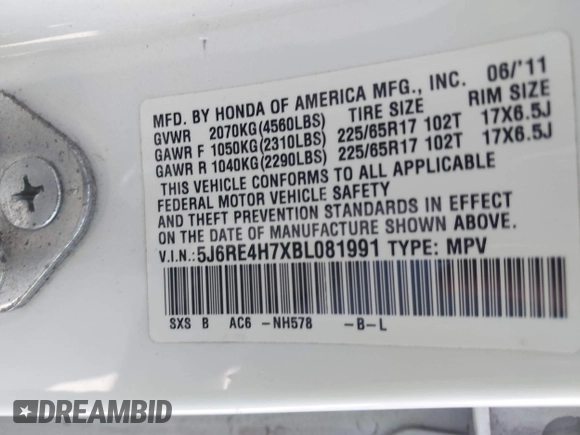 MFD. BY HONDA OF AMERICA MFG., INC. 06/'11
GVWR 2070KG(4560LBS) TIRE SIZE RIM SIZE
GAWR F 1050KG(2310LBS) 225/65R17 102T 17X6.5J
GAWR R 1040KG(2290LBS) 225/65R17 102T 17X6.5J
THIS VEHICLE CONFORMS TO ALL APPLICABLE
FEDERAL MOTOR VEHICLE SAFETY
AND THEFT PREVENTION STANDARDS IN EFFECT
ON THE DATE OF MANUFACTURE SHOWN ABOVE.
V.I.N.:5J6RE4H7XBL081991 TYPE: MPV
SXS B AC6 -NH578 -B-L
DREAMBID
DREAMBID